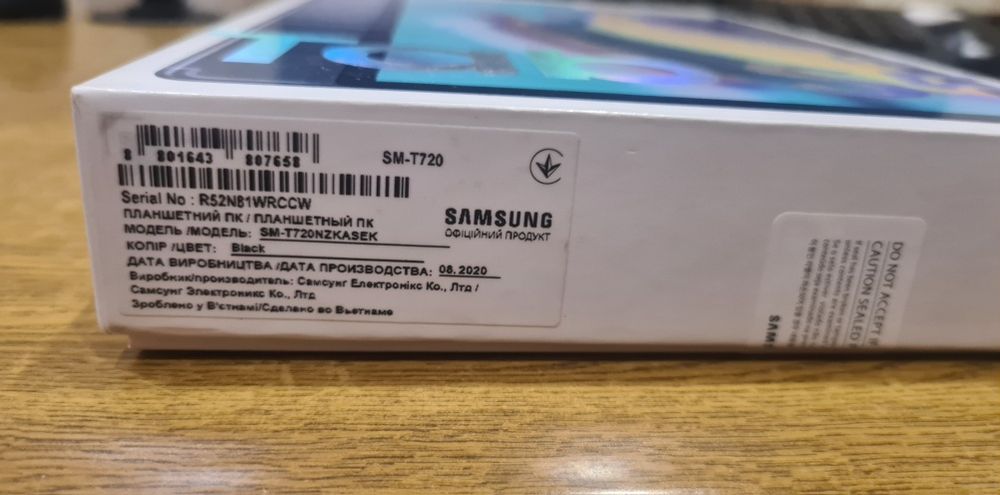 8 801643 807658
SM-T720
Serial No : R52N81WRCCW
ПЛАНШЕТНИЙ ПК / ПЛАНШЕТНЫЙ ПК
МОДЕЛЬ /МОДЕЛЬ: SM-T720NZKASEK
КОЛІР /ЦВЕТ: Black
ДАТА ВИРОБНИЦТВА /ДАТА ПРОИЗВОДСТВА: 08.2020
Виробник/производитель: Самсунг Електронікс Ко., Лтд /
Самсунг Электроникс Ко., Лтд
Зроблено у В'єтнамі/Сделано во Вьетнаме
SAMSUNG
ОФІЦІЙНИЙ ПРОДУКТ
DO NOT ACCEPT
CAUTION SEALED
SAMS